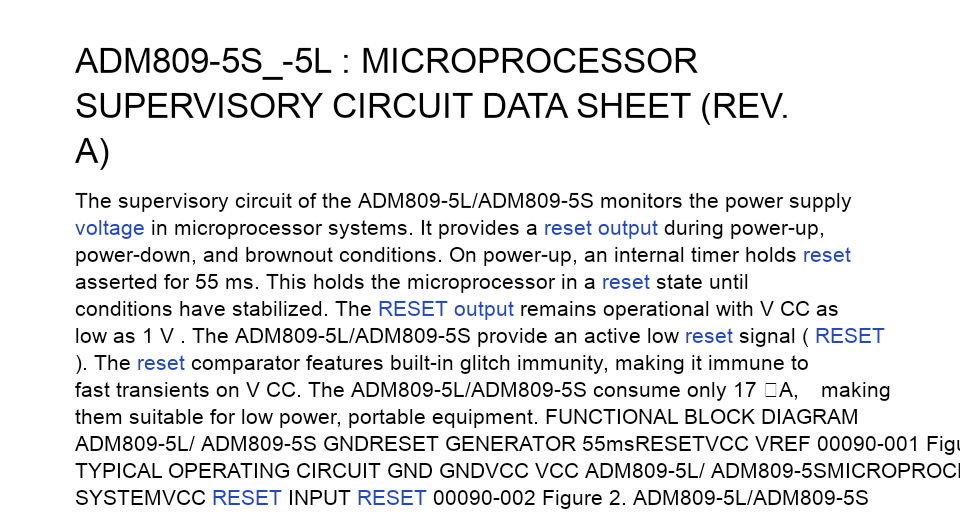 ADM809-5S_-5L : MICROPROCESSOR
SUPERVISORY CIRCUIT DATA SHEET (REV.
A)
The supervisory circuit of the ADM809-5L/ADM809-5S monitors the power supply
voltage in microprocessor systems. It provides a reset output during power-up,
power-down, and brownout conditions. On power-up, an internal timer holds reset
asserted for 55 ms. This holds the microprocessor in a reset state until
conditions have stabilized. The RESET output remains operational with V CC as
low as 1 V . The ADM809-5L/ADM809-5S provide an active low reset signal ( RESET
). The reset comparator features built-in glitch immunity, making it immune to
fast transients on V CC. The ADM809-5L/ADM809-5S consume only 17 □A, making
them suitable for low power, portable equipment. FUNCTIONAL BLOCK DIAGRAM
ADM809-5L/ ADM809-5S GNDRESET GENERATOR 55msRESETVCC VREF 00090-001 Figu
TYPICAL OPERATING CIRCUIT GND GNDVCC VCC ADM809-5L/ ADM809-5SMICROPROC
SYSTEMVCC RESET INPUT RESET 00090-002 Figure 2. ADM809-5L/ADM809-5S